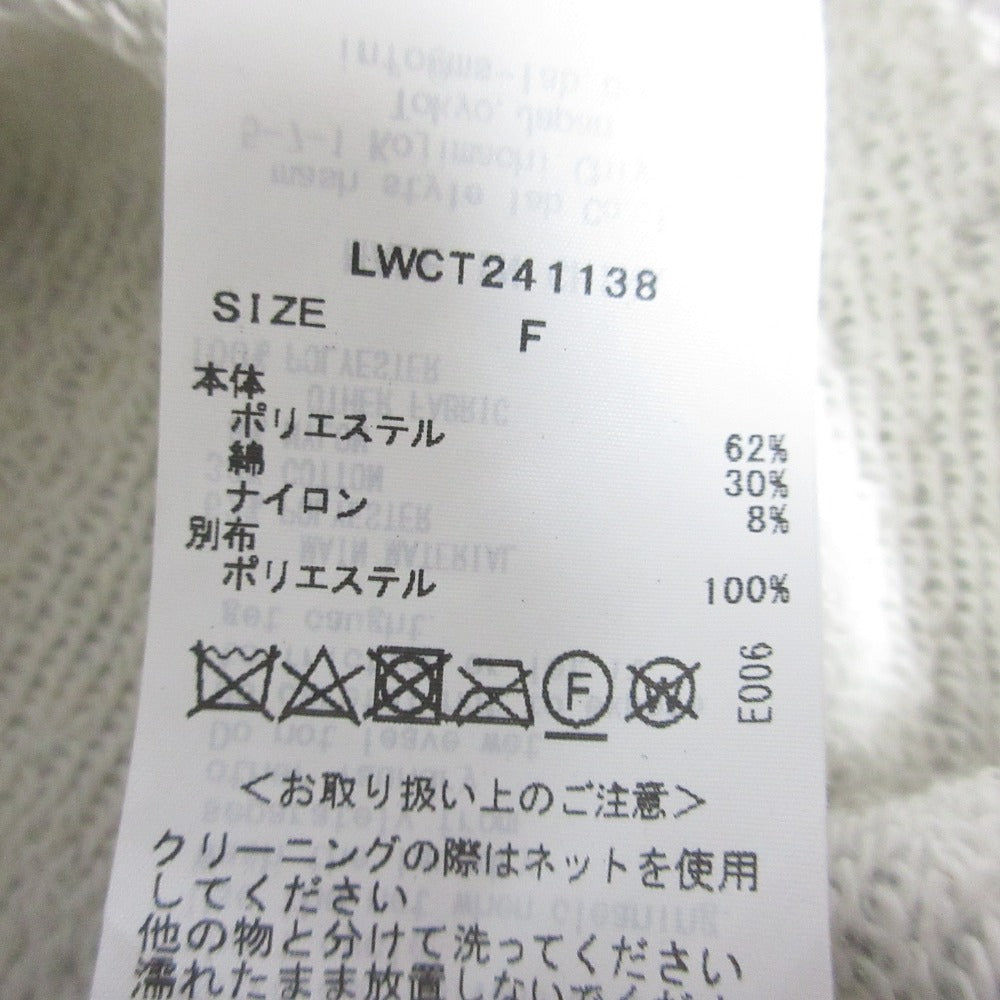 LWCT241138
SIZE F
本体
ポリエステル 62%
綿 30%
ナイロン 8%
別布
ポリエステル 100%
F W E006
<お取り扱い上のご注意>
クリーニングの際はネットを使用
してください
他の物と分けて洗ってください
濡れたまま放置しないでくだ